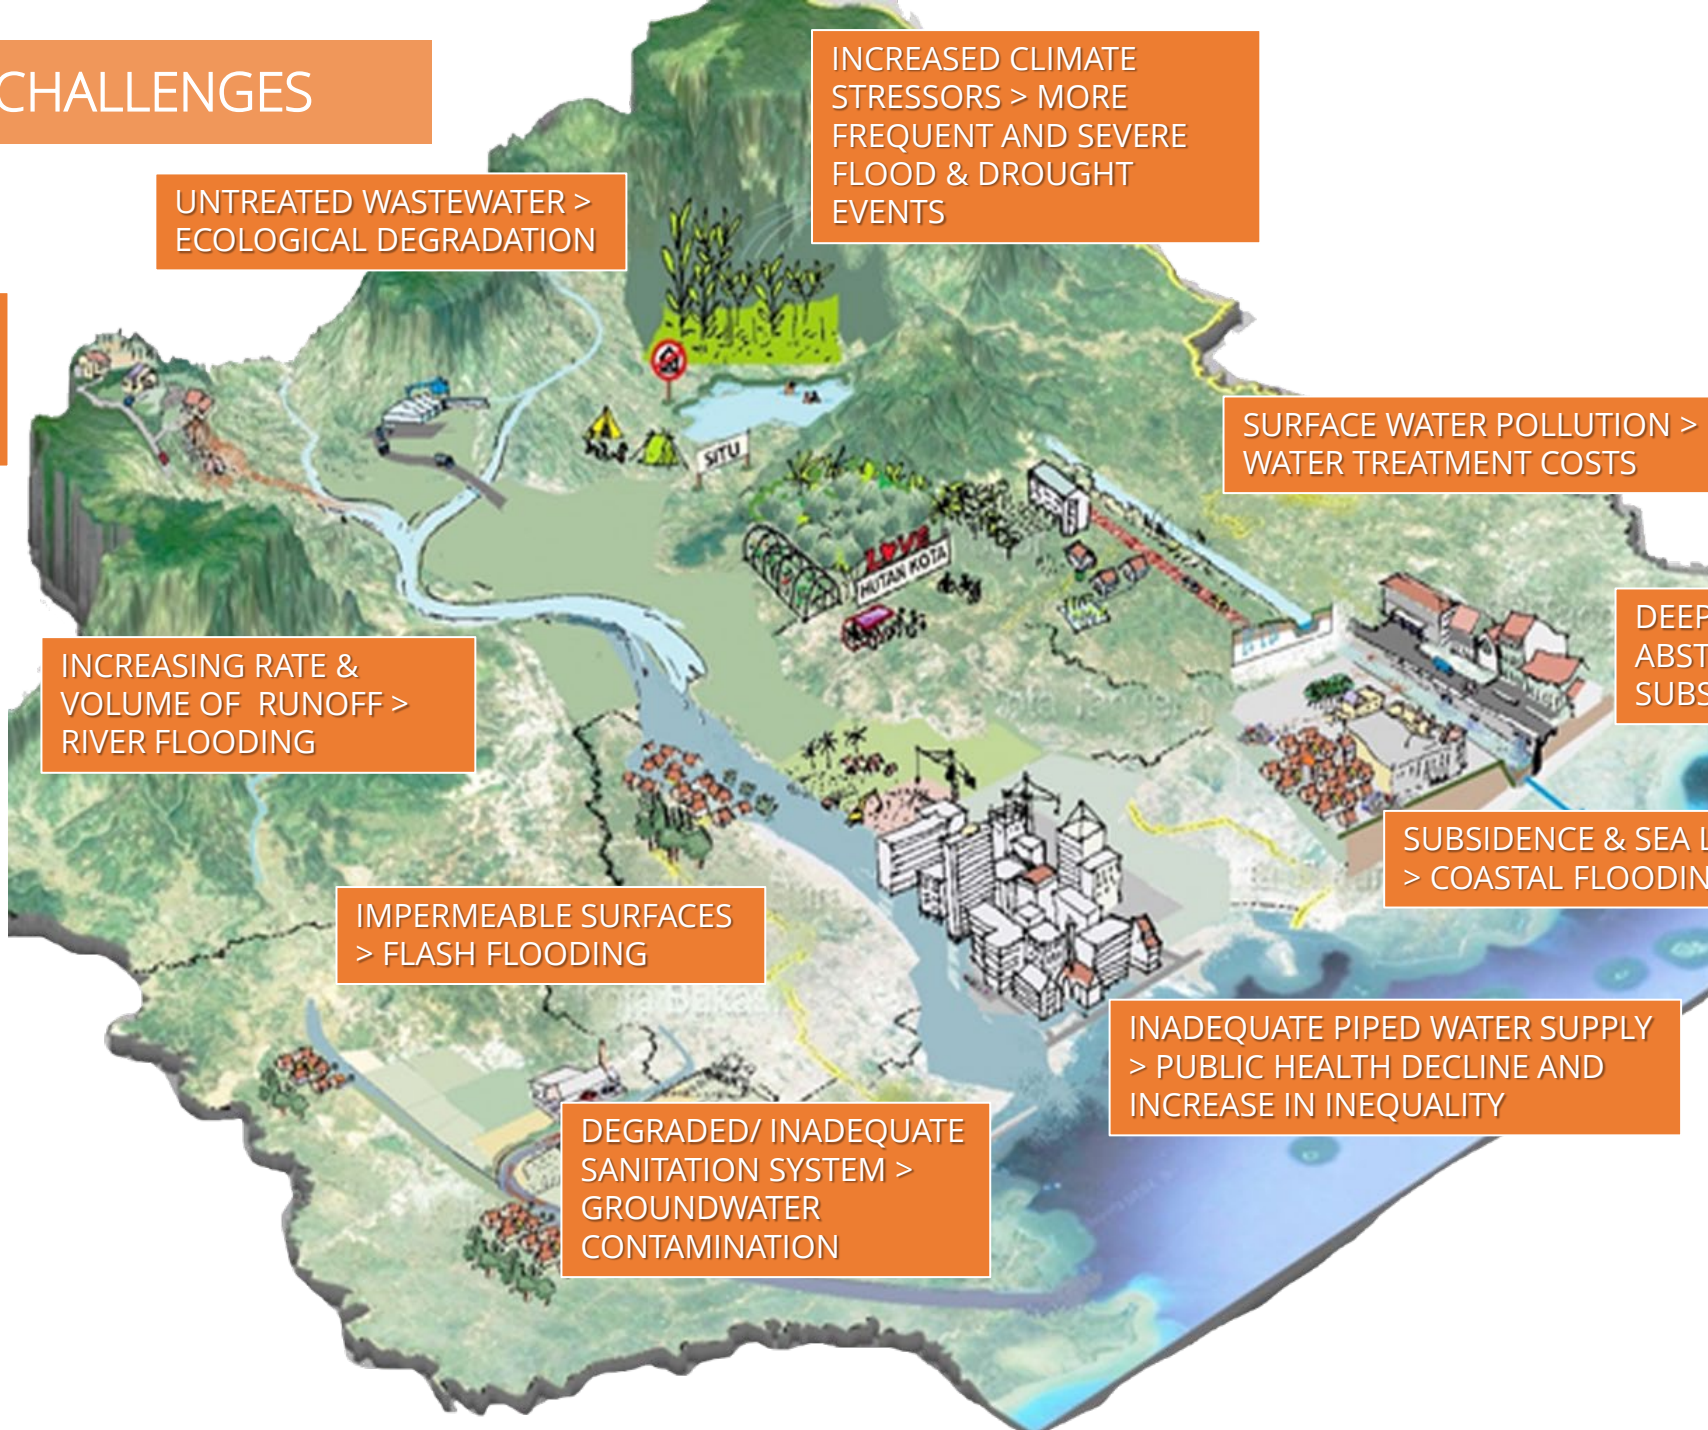 CHALLENGES
INCREASED CLIMATE
STRESSORS > MORE
FREQUENT AND SEVERE
FLOOD & DROUGHT
EVENTS
UNTREATED WASTEWATER >
ECOLOGICAL DEGRADATION
SURFACE WATER POLLUTION >
WATER TREATMENT COSTS
SITU
LOVE
HUTAN KOTA
DEEP
ABST
SUBS
INCREASING RATE &
VOLUME OF RUNOFF >
RIVER FLOODING
SUBSIDENCE & SEA L
> COASTAL FLOODIN
IMPERMEABLE SURFACES
> FLASH FLOODING
INADEQUATE PIPED WATER SUPPLY
> PUBLIC HEALTH DECLINE AND
INCREASE IN INEQUALITY
DEGRADED/ INADEQUATE
SANITATION SYSTEM >
GROUNDWATER
CONTAMINATION